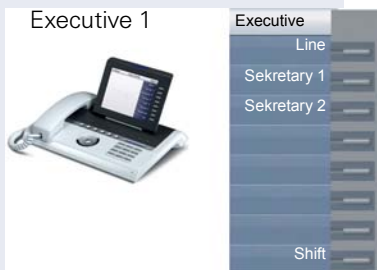 Executive 1
Executive
Line
Sekretary 1
Sekretary 2
Shift